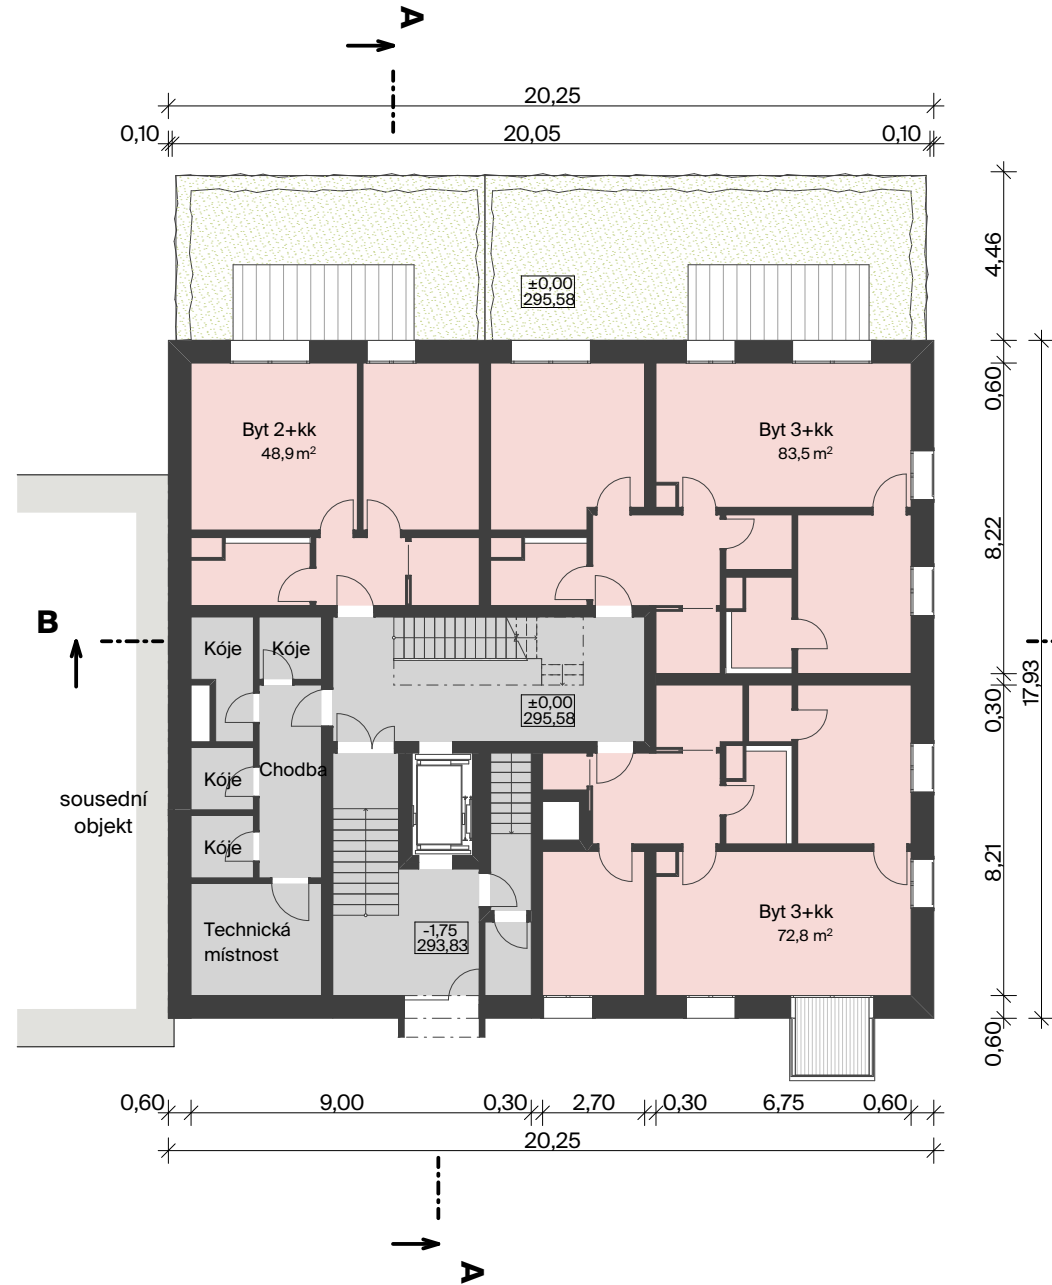 A
20,25
0,10
20,05
0,10
4,46
±0,00
295,58
0,60
Byt 2+kk
48,9 m²
Byt 3+kk
83,5 m²
8,22
B
Kóje
Kóje
±0,00
295,58
0,30
17,93
Kóje
Chodba
sousední
objekt
Kóje
8,21
Technická
místnost
-1,75
293,83
Byt 3+kk
72,8 m²
0,60
0,60
9,00
0,30
2,70
0,30
6,75
0,60
20,25
A